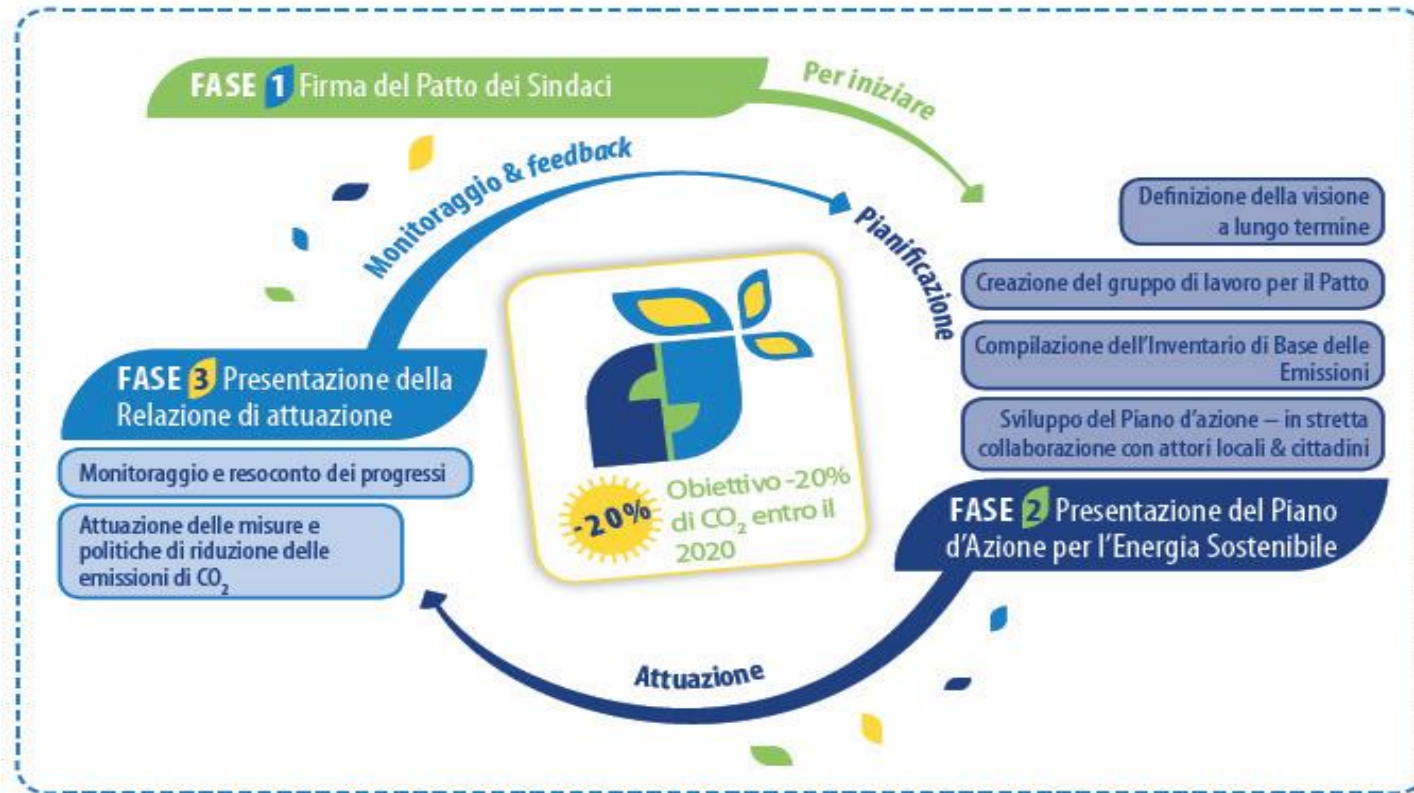 FASE 1 Firma del Patto dei Sindaci
Per iniziare
Monitoraggio & feedback
Pianificazione
Definizione della visione
a lungo termine
Creazione del gruppo di lavoro per il Patto
Compilazione dell'Inventario di Base delle
Emissioni
Sviluppo del Piano d'azione – in stretta
collaborazione con attori locali & cittadini
FASE 2 Presentazione del Piano
d'Azione per l'Energia Sostenibile
Attuazione
FASE 3 Presentazione della
Relazione di attuazione
Monitoraggio e resoconto dei progressi
Attuazione delle misure e
politiche di riduzione delle
emissioni di CO₂
-20%
Obiettivo -20%
di CO₂ entro il
2020